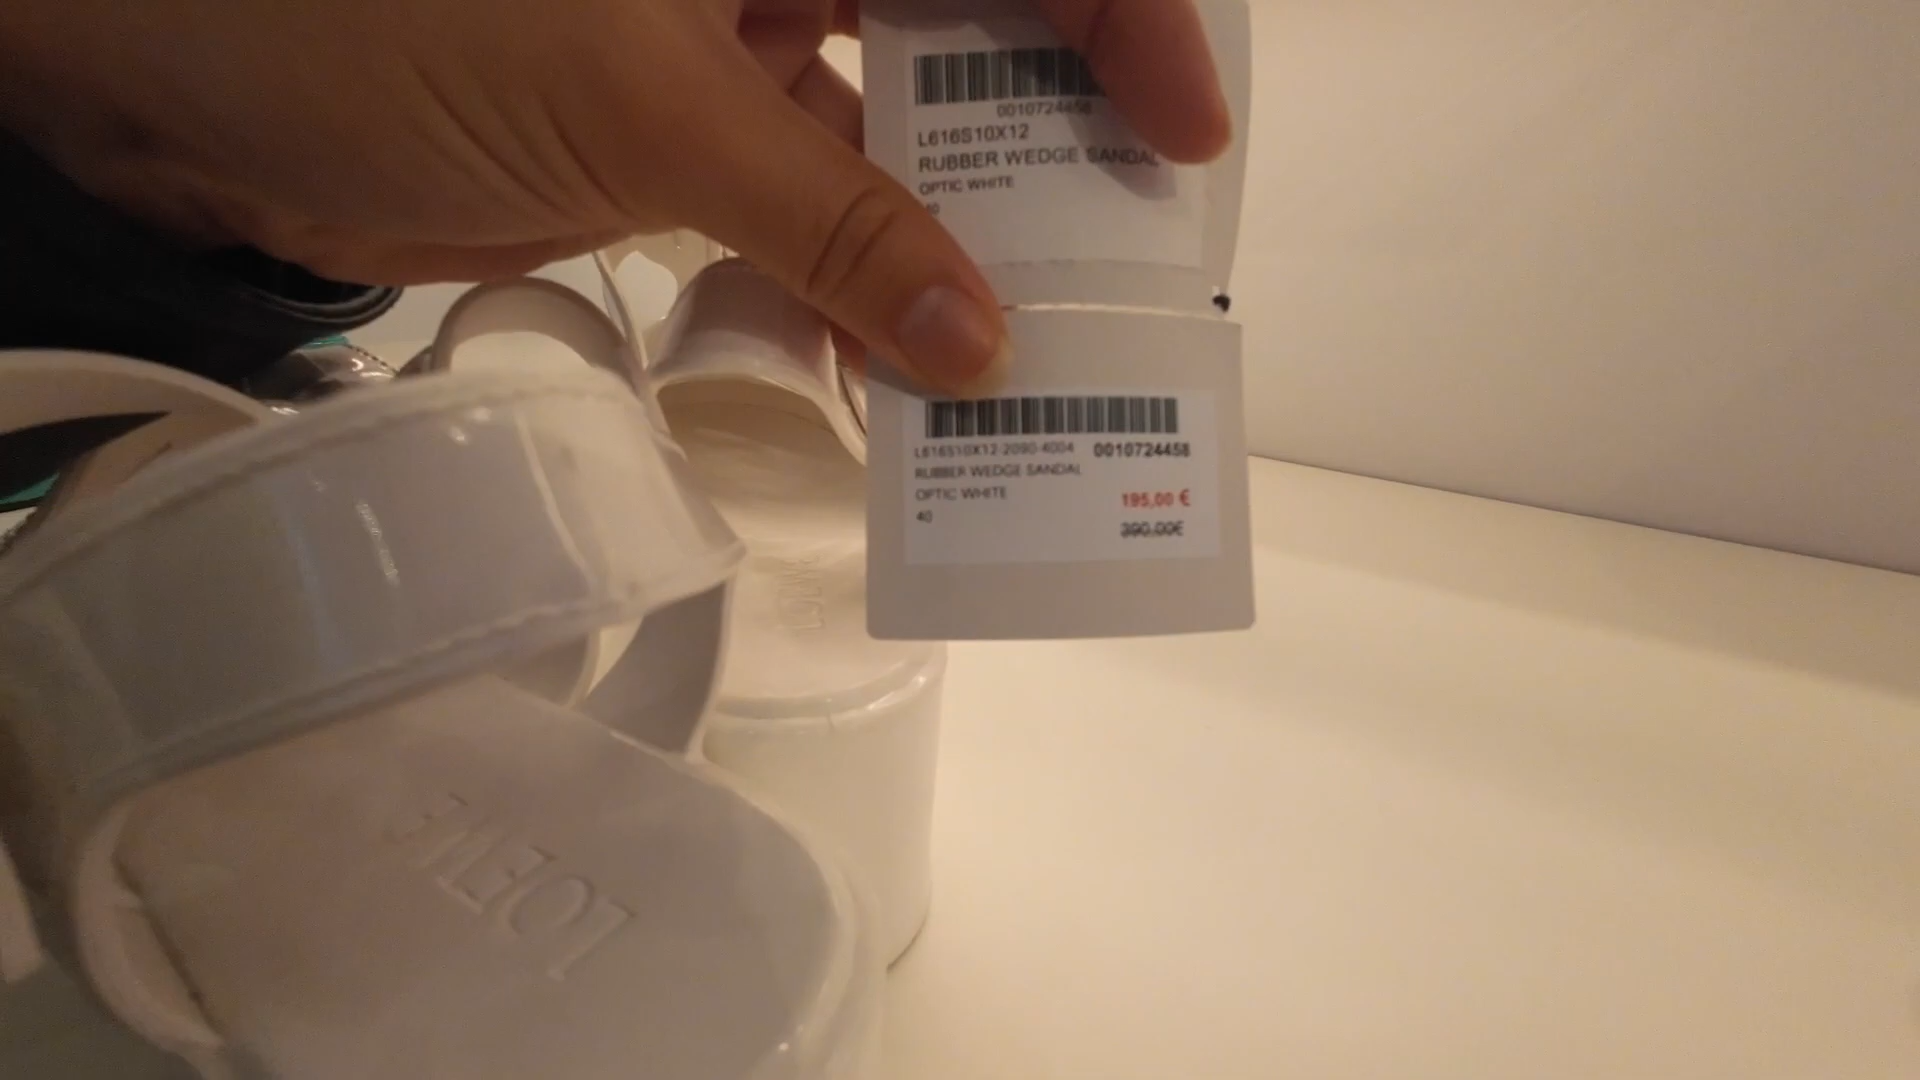 0010724458
L616S10X12
RUBBER WEDGE SANDAL
OPTIC WHITE
40
L616S10X12-2090-4004 0010724458
RUBBER WEDGE SANDAL
OPTIC WHITE
195,00 €
40
390.00€
LOEWE
LOEWE